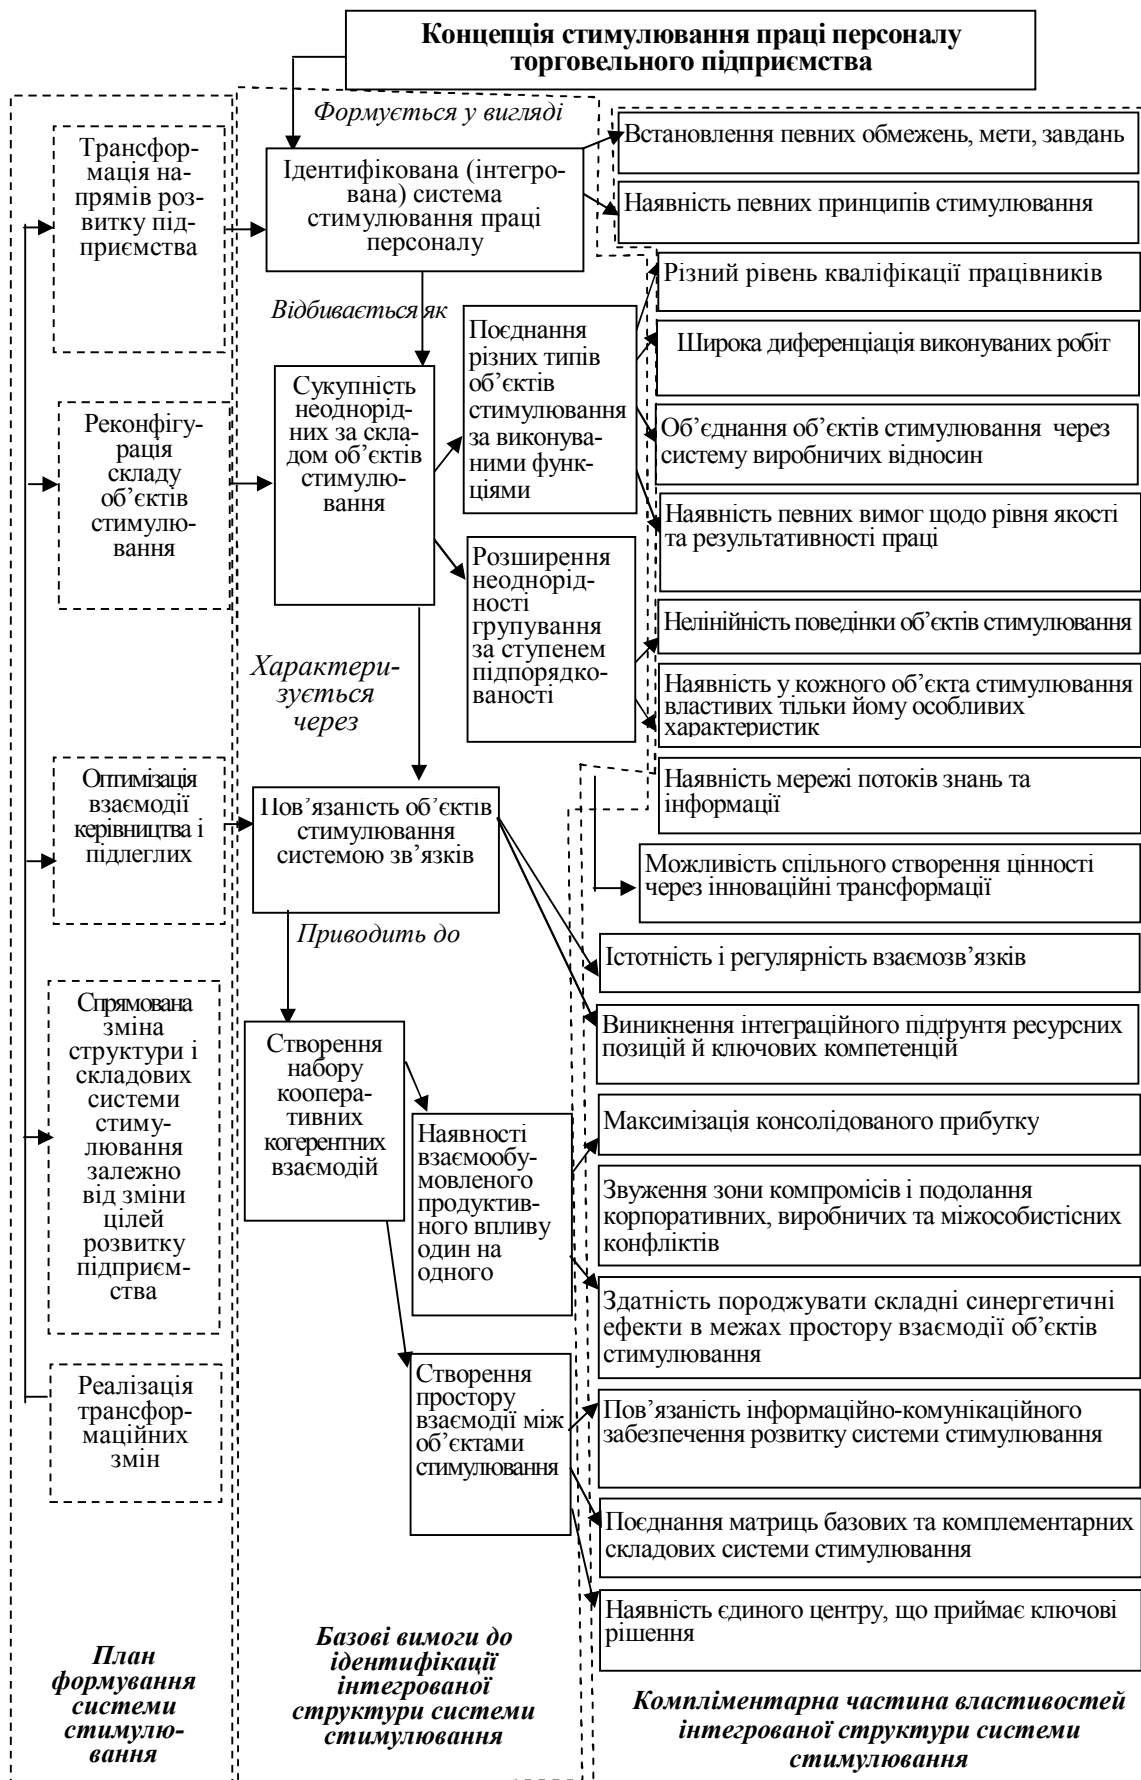 Концепція стимулювання праці персоналу
торговельного підприємства
Формується у вигляді
Трансфор-
мація на-
прямів роз-
витку під-
приємства
Ідентифікована (інтегро-
вана) система
стимулювання праці
персоналу
Встановлення певних обмежень, мети, завдань
Наявність певних принципів стимулювання
Відбивається як
Реконфігу-
рація
складу
об’єктів
стимулю-
вання
Сукупність
неоднорід-
них за скла-
дом об’єктів
стимулю-
вання
Поєднання
різних типів
об’єктів
стимулювання
за виконува-
ними функ-
ціями
Різний рівень кваліфікації працівників
Широка диференціація виконуваних робіт
Об’єднання об’єктів стимулювання через
систему виробничих відносин
Наявність певних вимог щодо рівня якості
та результативності праці
Розширення
неоднорід-
ності
групування
за ступенем
підпорядко-
ваності
Нелінійність поведінки об’єктів стимулювання
Наявність у кожного об’єкта стимулювання
властивих тільки йому особливих
характеристик
Характери-
зується
через
Оптимізація
взаємодії
керівництва і
підлеглих
Пов’язаність об’єктів
стимулювання
системою зв’язків
Наявність мережі потоків знань та
інформації
Можливість спільного створення цінності
через інноваційні трансформації
Істотність і регулярність взаємозв’язків
Виникнення інтеграційного підґрунтя ресурсних
позицій й ключових компетенцій
Приводить до
Спрямована
зміна
структури і
складових
системи
стиму-
лювання
залежно
від зміни
цілей
розвитку
підприєм-
ства
Створення
набору
коопера-
тивних
когерентних
взаємодій
Наявності
взаємообу-
мовленого
продуктив-
ного впливу
один на
одного
Максимізація консолідованого прибутку
Звуження зони компромісів і подолання
корпоративних, виробничих та міжособистісних
конфліктів
Здатність породжувати складні синергетичні
ефекти в межах простору взаємодії об’єктів
стимулювання
Реалізація
трансфор-
маційних
змін
Створення
простору
взаємодії між
об’єктами
стимулювання
Пов’язаність інформаційно-комунікаційного
забезпечення розвитку системи стимулювання
Поєднання матриць базових та комплементарних
складових системи стимулювання
Наявність єдиного центру, що приймає ключові
рішення
План
формування
системи
стимулю-
вання
Базові вимоги до
ідентифікації
інтегрованої
структури системи
стимулювання
Компліментарна частина властивостей
інтегрованої структури системи
стимулювання